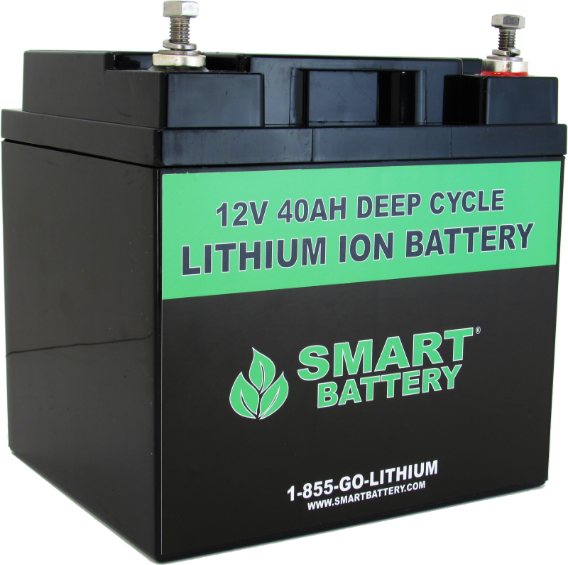 12V 40AH DEEP CYCLE
LITHIUM ION BATTERY
SMART®
BATTERY
1-855-GO-LITHIUM
WWW.SMARTBATTERY.COM